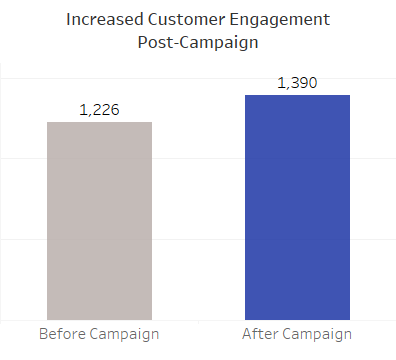 Increased Customer Engagement
Post-Campaign
1,390
1,226
Before Campaign
After Campaign